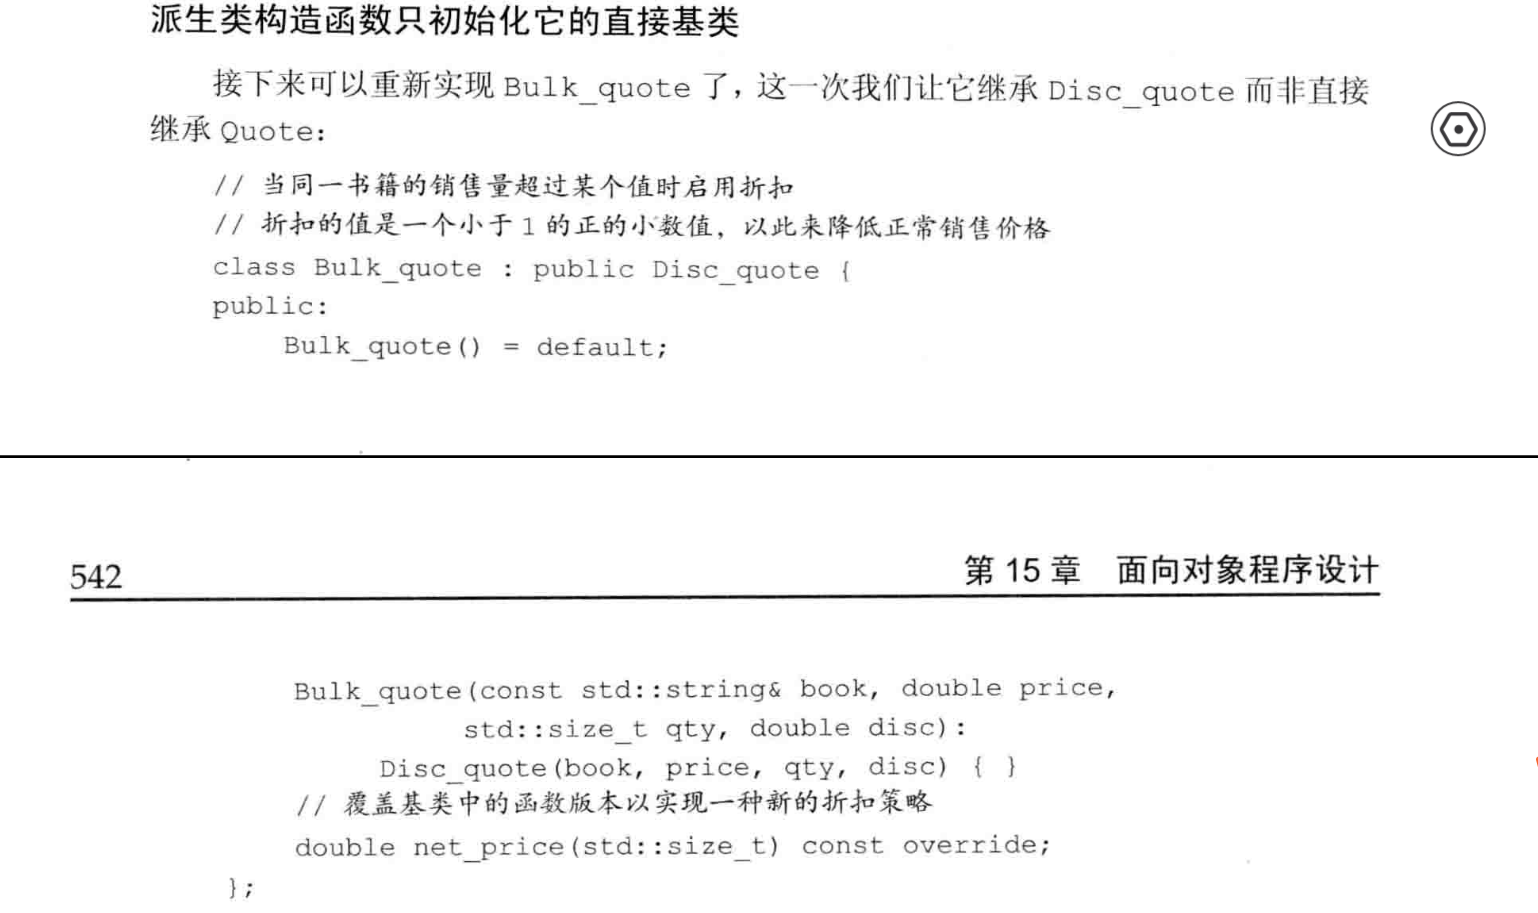 派生类构造函数只初始化它的直接基类
接下来可以重新实现 Bulk_quote 了，这一次我们让它继承 Disc_quote 而非直接
继承 Quote:
// 当同一书籍的销售量超过某个值时启用折扣
// 折扣的值是一个小于 1 的正的小数值，以此来降低正常销售价格
class Bulk_quote : public Disc_quote {
public:
Bulk_quote() = default;
542
第 15 章 面向对象程序设计
Bulk_quote(const std::string& book, double price,
std::size_t qty, double disc):
Disc_quote(book, price, qty, disc) { }
// 覆盖基类中的函数版本以实现一种新的折扣策略
double net_price(std::size_t) const override;
};